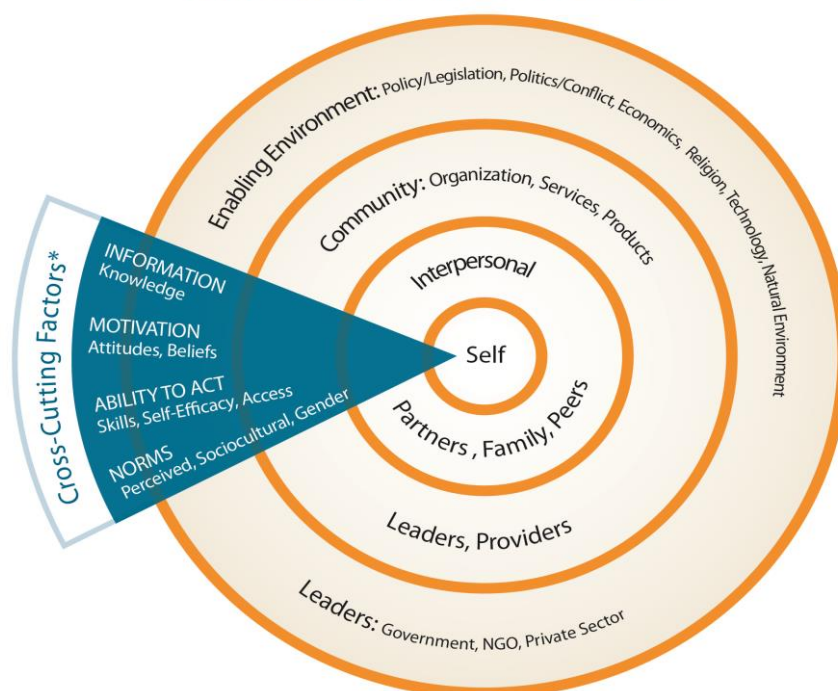 Enabling Environment: Policy/Legislation, Politics/Conflict, Economics, Religion, Technology, Natural Environment
Community: Organization, Services, Products
Interpersonal
Self
Partners , Family, Peers
Leaders, Providers
Leaders: Government, NGO, Private Sector
Cross-Cutting Factors*
INFORMATION
Knowledge
MOTIVATION
Attitudes, Beliefs
ABILITY TO ACT
Skills, Self-Efficacy, Access
NORMS
Perceived, Sociocultural, Gender